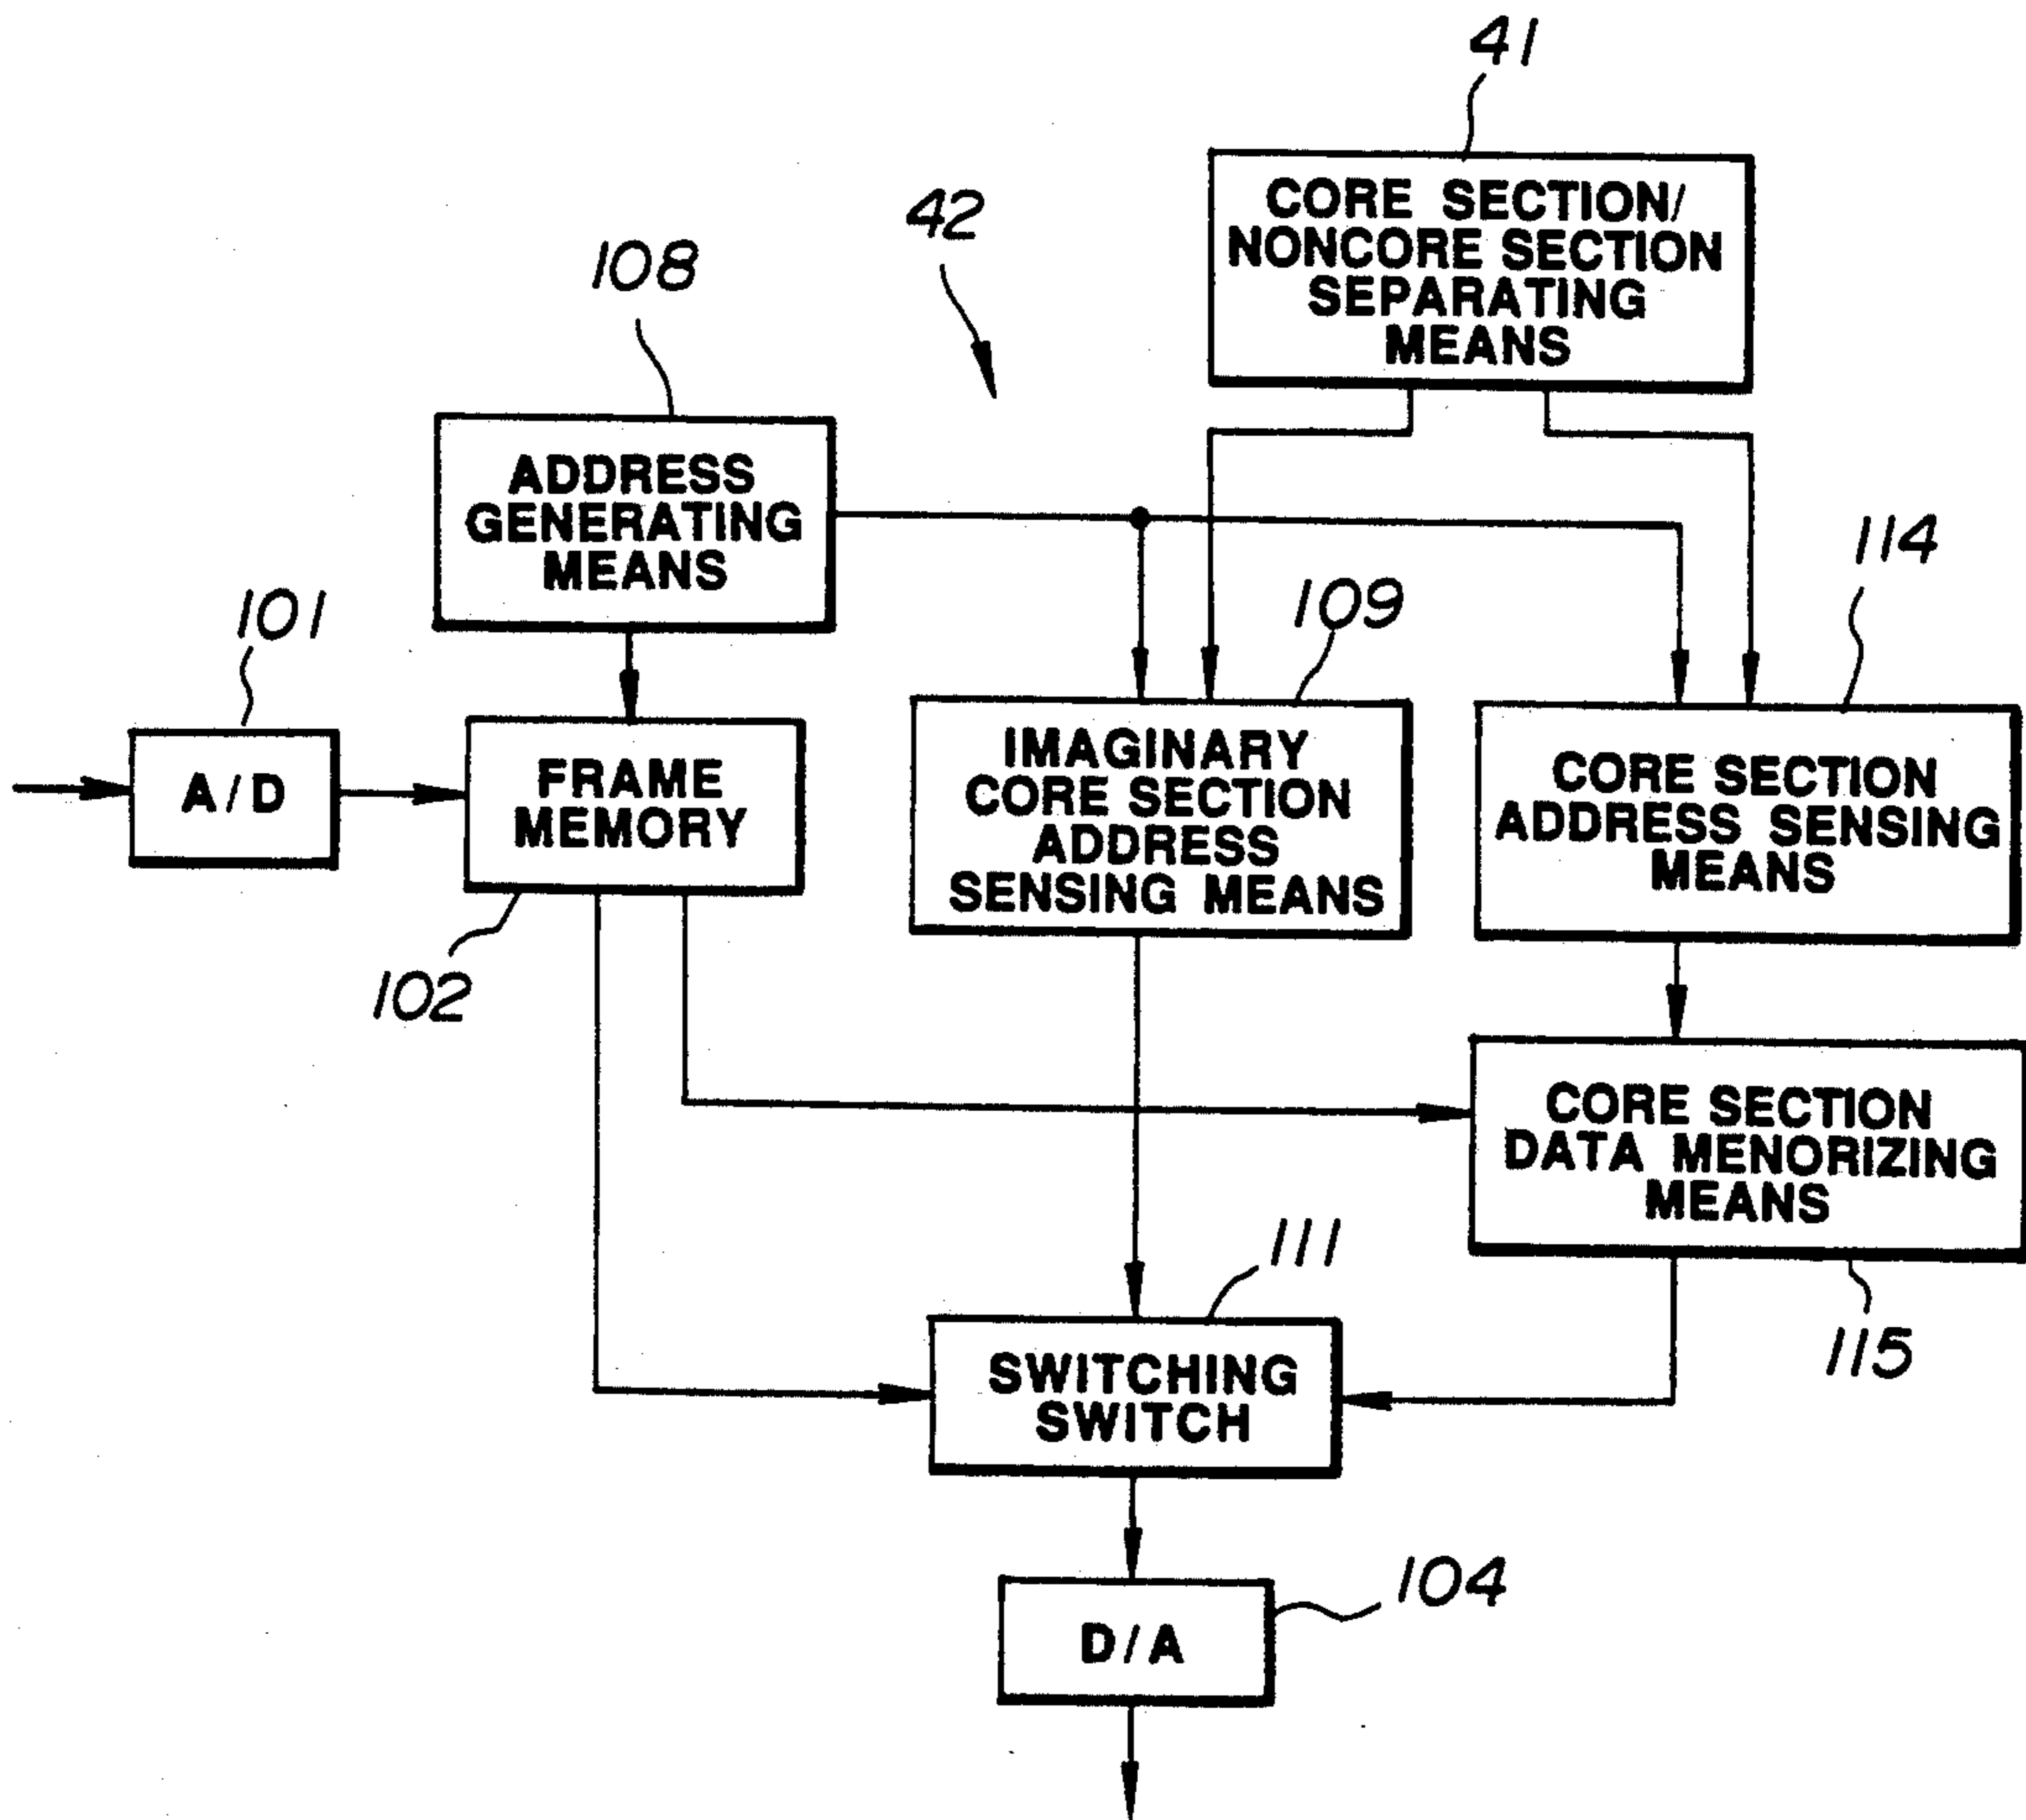 41
CORE SECTION/
NONCORE SECTION
SEPARATING
MEANS
42
108
ADDRESS
GENERATING
MEANS
114
101
109
A/D
FRAME
MEMORY
IMAGINARY
CORE SECTION
ADDRESS
SENSING MEANS
CORE SECTION
ADDRESS SENSING
MEANS
102
CORE SECTION
DATA MENORIZING
MEANS
111
115
SWITCHING
SWITCH
104
D/A